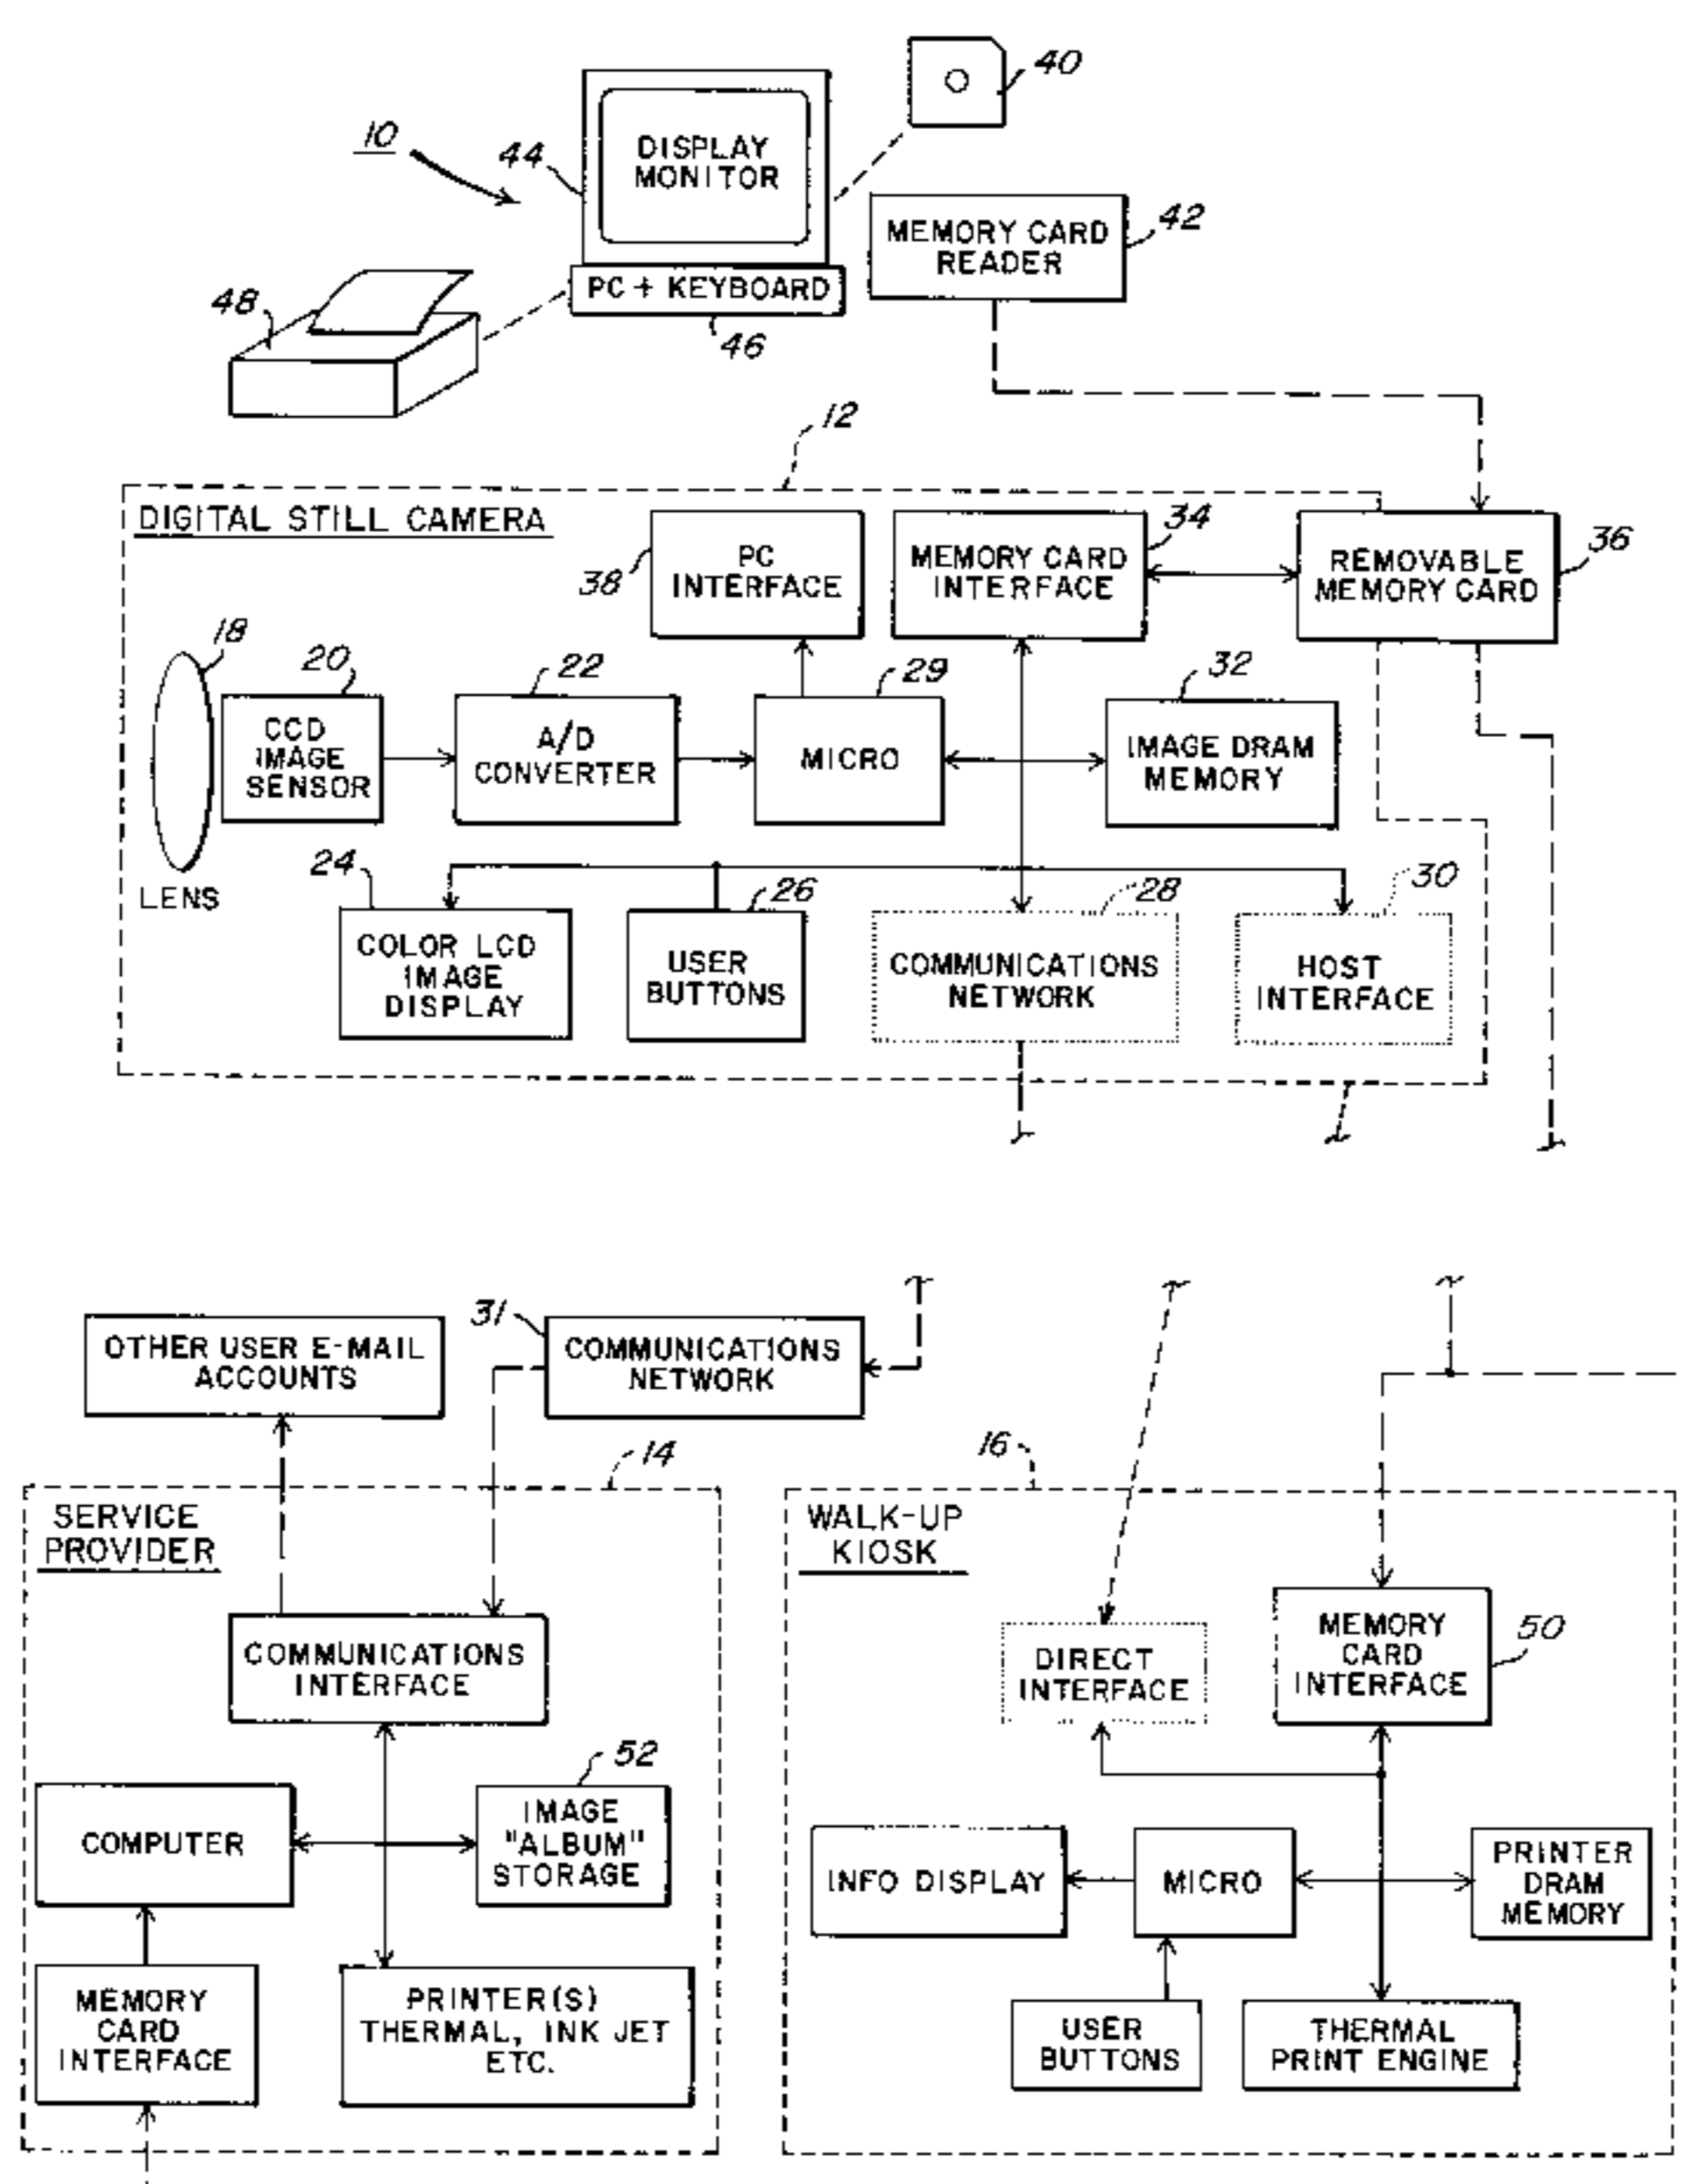 10
44
DISPLAY
MONITOR
40
MEMORY CARD
READER
42
PC + KEYBOARD
46
48
12
DIGITAL STILL CAMERA
38
PC
INTERFACE
MEMORY CARD
INTERFACE
34
REMOVABLE
MEMORY CARD
36
18
LENS
20
CCD
IMAGE
SENSOR
22
A/D
CONVERTER
29
MICRO
32
IMAGE DRAM
MEMORY
24
COLOR LCD
IMAGE
DISPLAY
26
USER
BUTTONS
28
COMMUNICATIONS
NETWORK
30
HOST
INTERFACE
OTHER USER E-MAIL
ACCOUNTS
31
COMMUNICATIONS
NETWORK
14
SERVICE
PROVIDER
COMMUNICATIONS
INTERFACE
COMPUTER
52
IMAGE
"ALBUM"
STORAGE
MEMORY
CARD
INTERFACE
PRINTER(S)
THERMAL, INK JET
ETC.
16
WALK-UP
KIOSK
DIRECT
INTERFACE
MEMORY
CARD
INTERFACE
50
INFO DISPLAY
MICRO
PRINTER
DRAM
MEMORY
USER
BUTTONS
THERMAL
PRINT ENGINE